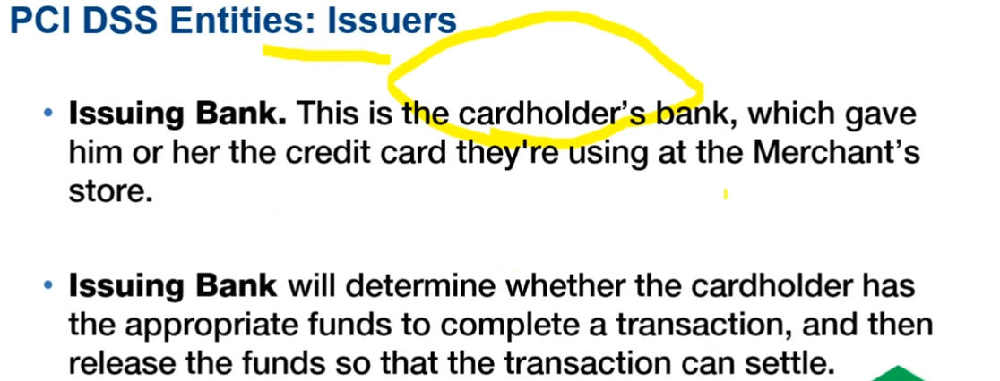 PCI DSS Entities: Issuers
• Issuing Bank. This is the cardholder’s bank, which gave
him or her the credit card they're using at the Merchant’s
store.
• Issuing Bank will determine whether the cardholder has
the appropriate funds to complete a transaction, and then
release the funds so that the transaction can settle.